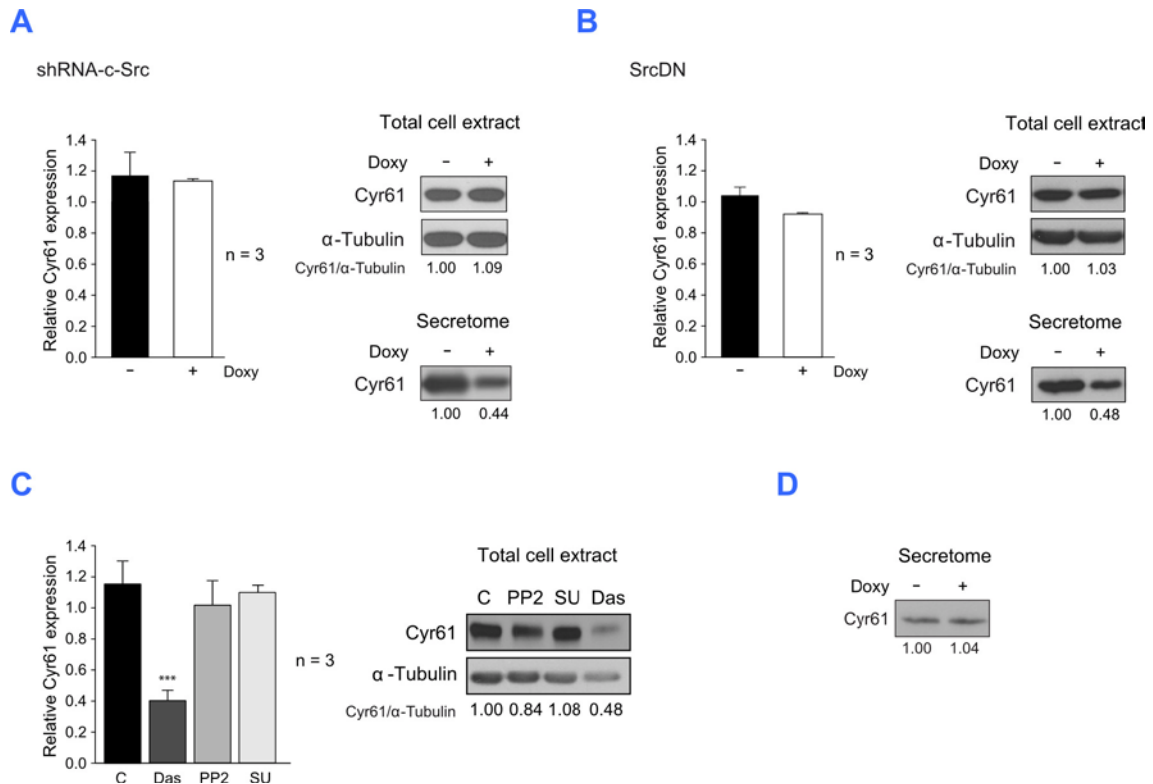 A
shRNA-c-Src
Relative Cyr61 expression
1.4
1.2
1.0
0.8
0.6
0.4
0.2
0.0
n = 3
− + Doxy
Total cell extract
Doxy − +
Cyr61
α-Tubulin
Cyr61/α-Tubulin 1.00 1.09
Secretome
Doxy − +
Cyr61
1.00 0.44
B
SrcDN
Relative Cyr61 expression
1.4
1.2
1.0
0.8
0.6
0.4
0.2
0.0
n = 3
− + Doxy
Total cell extract
Doxy − +
Cyr61
α-Tubulin
Cyr61/α-Tubulin 1.00 1.03
Secretome
Doxy − +
Cyr61
1.00 0.48
C
Relative Cyr61 expression
1.4
1.2
1.0
0.8
0.6
0.4
0.2
0.0
***
n = 3
C Das PP2 SU
Total cell extract
C PP2 SU Das
Cyr61
α -Tubulin
Cyr61/α-Tubulin 1.00 0.84 1.08 0.48
D
Secretome
Doxy − +
Cyr61
1.00 1.04